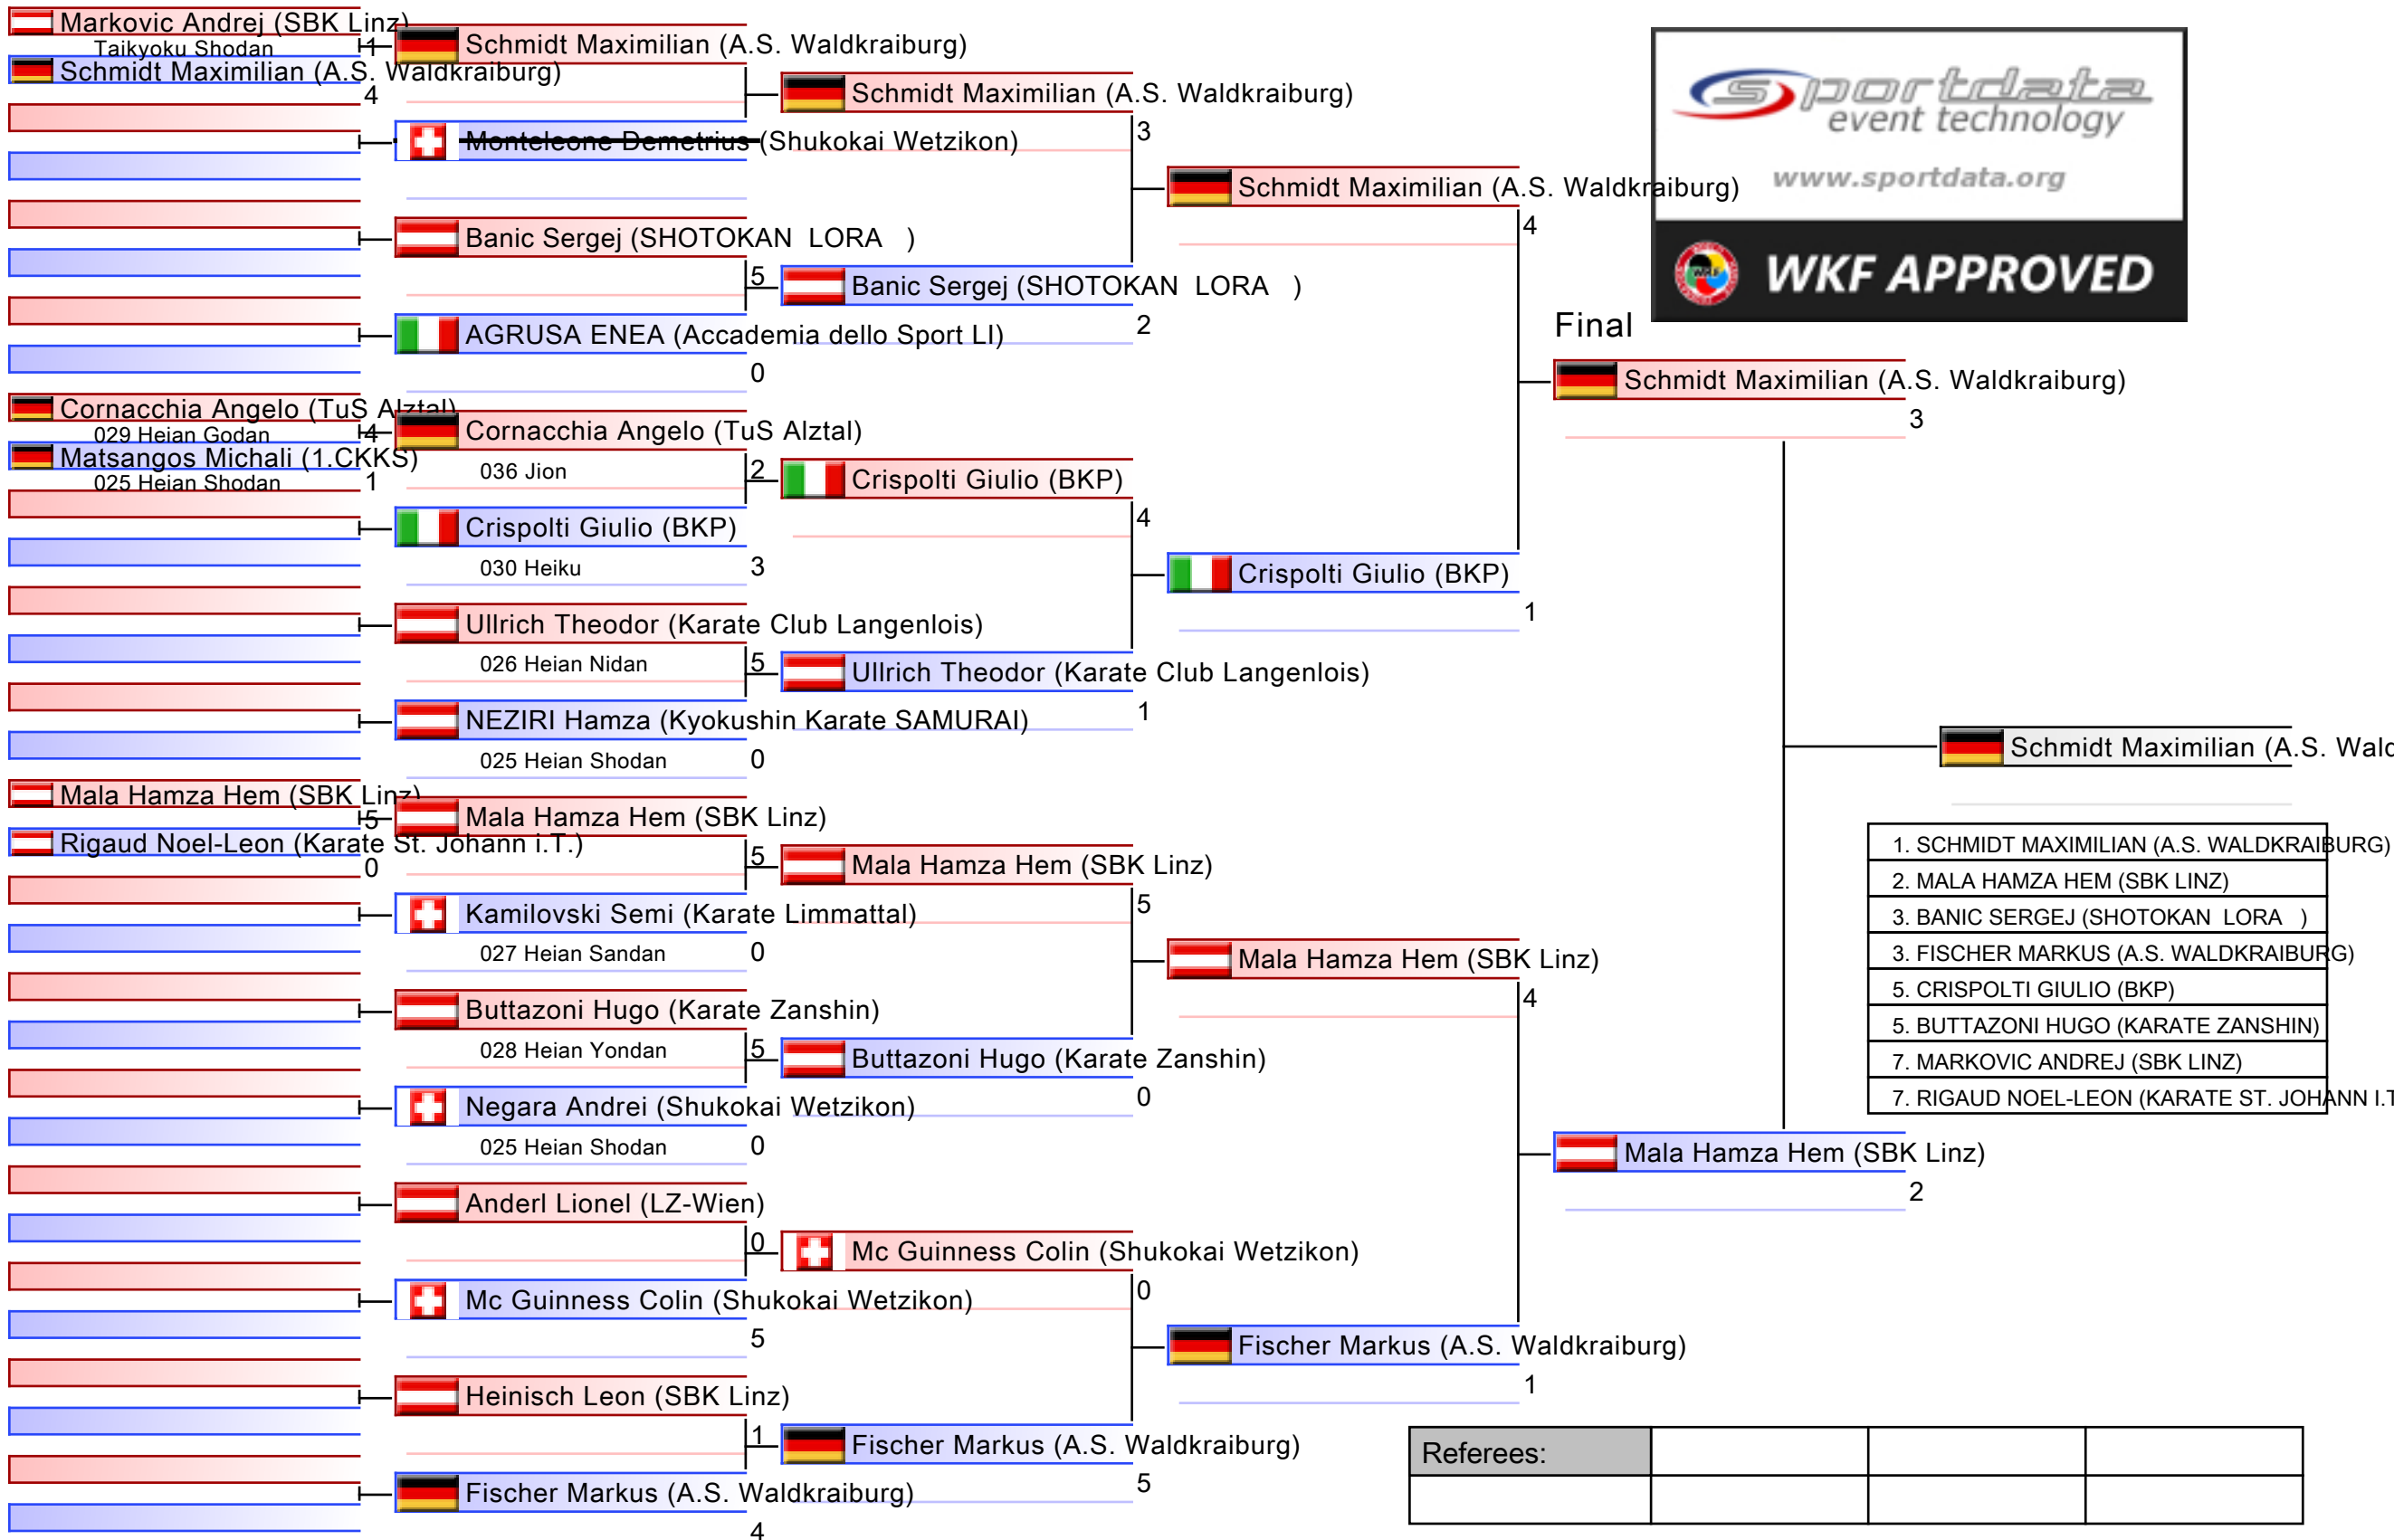 Markovic Andrej (SBK Linz)
Taikyoku Shodan
1
Schmidt Maximilian (A.S. Waldkraiburg)
4
Cornacchia Angelo (TuS Alztal)
029 Heian Godan
4
Matsangos Michali (1.CKKS)
025 Heian Shodan
1
Mala Hamza Hem (SBK Linz)
5
Rigaud Noel-Leon (Karate St. Johann i.T.)
0
Schmidt Maximilian (A.S. Waldkraiburg)
Monteleone Demetrius (Shukokai Wetzikon)
Banic Sergej (SHOTOKAN LORA )
5
AGRUSA ENEA (Accademia dello Sport LI)
0
Cornacchia Angelo (TuS Alztal)
036 Jion
2
Crispolti Giulio (BKP)
030 Heiku
3
Ullrich Theodor (Karate Club Langenlois)
026 Heian Nidan
5
NEZIRI Hamza (Kyokushin Karate SAMURAI)
025 Heian Shodan
0
Mala Hamza Hem (SBK Linz)
5
Kamilovski Semi (Karate Limmattal)
027 Heian Sandan
0
Buttazoni Hugo (Karate Zanshin)
028 Heian Yondan
5
Negara Andrei (Shukokai Wetzikon)
025 Heian Shodan
0
Anderl Lionel (LZ-Wien)
0
Mc Guinness Colin (Shukokai Wetzikon)
5
Heinisch Leon (SBK Linz)
1
Fischer Markus (A.S. Waldkraiburg)
4
Schmidt Maximilian (A.S. Waldkraiburg)
3
Banic Sergej (SHOTOKAN LORA )
2
Crispolti Giulio (BKP)
4
Ullrich Theodor (Karate Club Langenlois)
1
Mala Hamza Hem (SBK Linz)
5
Buttazoni Hugo (Karate Zanshin)
0
Mc Guinness Colin (Shukokai Wetzikon)
0
Fischer Markus (A.S. Waldkraiburg)
5
Schmidt Maximilian (A.S. Waldkraiburg)
4
Crispolti Giulio (BKP)
1
Mala Hamza Hem (SBK Linz)
4
Fischer Markus (A.S. Waldkraiburg)
1
sportdata
event technology
www.sportdata.org
WKF
WKF APPROVED
Final
Schmidt Maximilian (A.S. Waldkraiburg)
3
Mala Hamza Hem (SBK Linz)
2
Schmidt Maximilian (A.S. Wald
1. SCHMIDT MAXIMILIAN (A.S. WALDKRAIBURG)
2. MALA HAMZA HEM (SBK LINZ)
3. BANIC SERGEJ (SHOTOKAN LORA )
3. FISCHER MARKUS (A.S. WALDKRAIBURG)
5. CRISPOLTI GIULIO (BKP)
5. BUTTAZONI HUGO (KARATE ZANSHIN)
7. MARKOVIC ANDREJ (SBK LINZ)
7. RIGAUD NOEL-LEON (KARATE ST. JOHANN I.T
Referees: